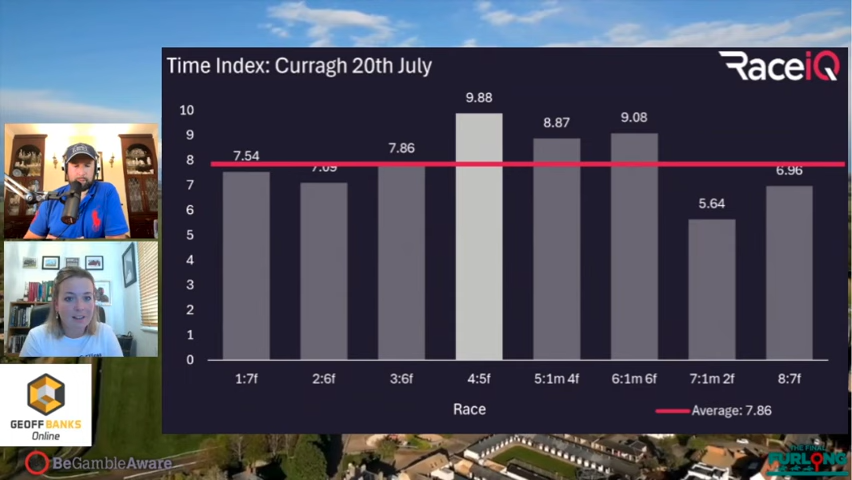 Time Index: Curragh 20th July
RaceiQ
10
9
8
7
6
5
4
3
2
1
0
7.54
7.09
7.86
9.88
8.87
9.08
5.64
6.96
1:7f
2:6f
3:6f
4:5f
5:1m 4f
6:1m 6f
7:1m 2f
8:7f
Race
Average: 7.86
GEOFF BANKS
Online
BeGambleAware
THE FINAL
FURLONG